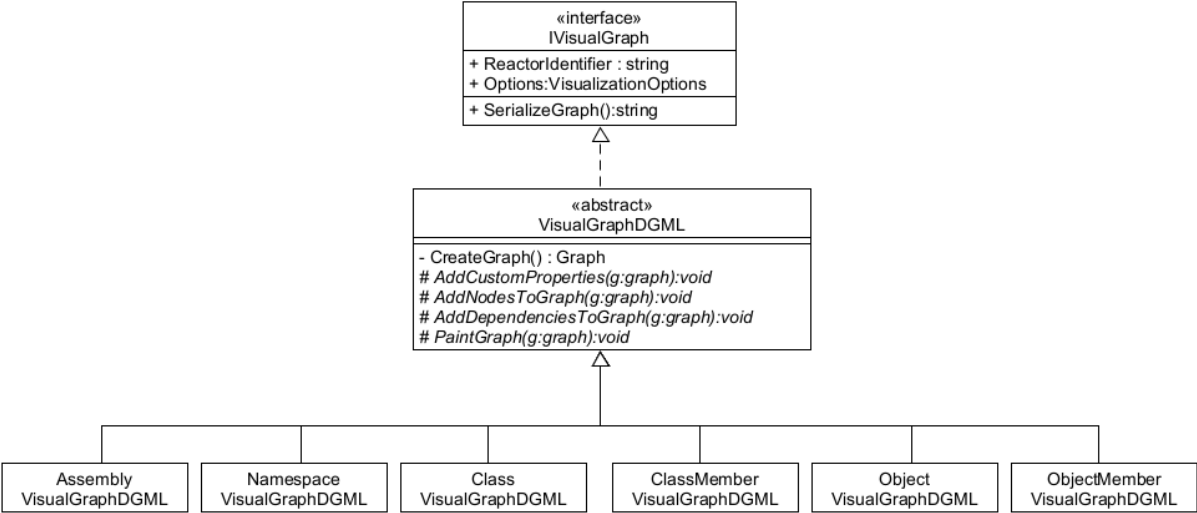 «interface»
IVisualGraph
+ ReactorIdentifier : string
+ Options:VisualizationOptions
+ SerializeGraph():string
«abstract»
VisualGraphDGML
- CreateGraph() : Graph
# AddCustomProperties(g:graph):void
# AddNodesToGraph(g:graph):void
# AddDependenciesToGraph(g:graph):void
# PaintGraph(g:graph):void
Assembly
VisualGraphDGML
Namespace
VisualGraphDGML
Class
VisualGraphDGML
ClassMember
VisualGraphDGML
Object
VisualGraphDGML
ObjectMember
VisualGraphDGML